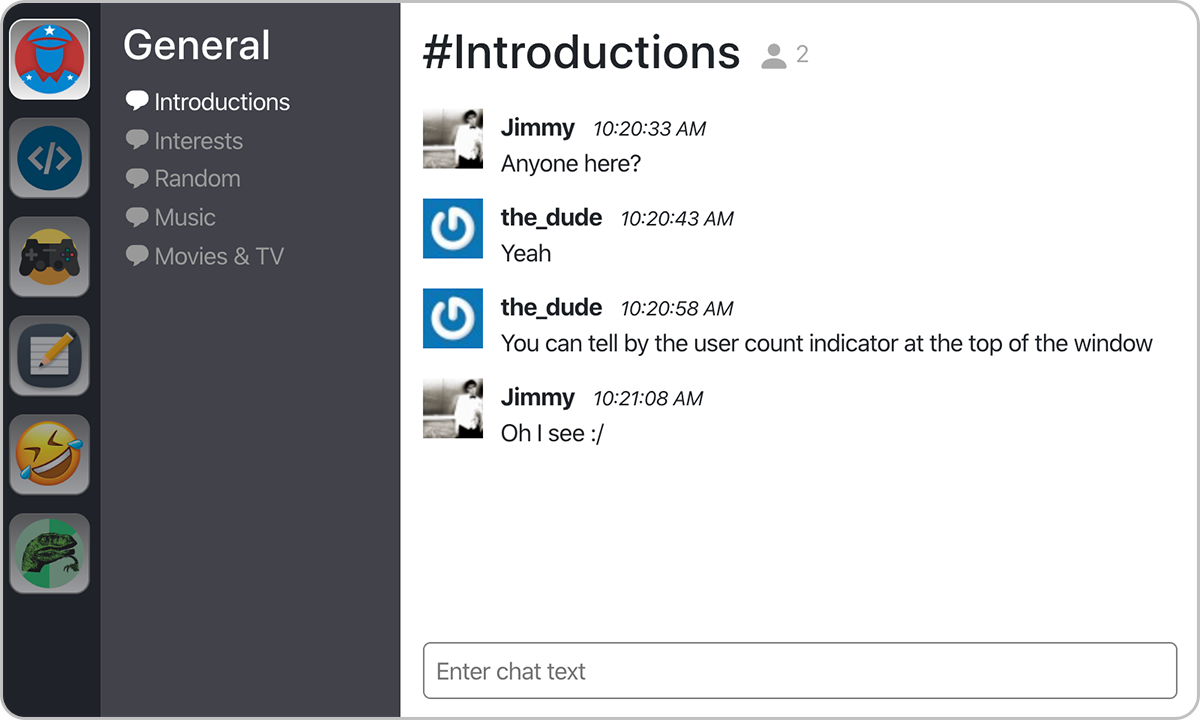 General
Introductions
Interests
Random
Music
Movies & TV
#Introductions 2
Jimmy 10:20:33 AM
Anyone here?
the_dude 10:20:43 AM
Yeah
the_dude 10:20:58 AM
You can tell by the user count indicator at the top of the window
Jimmy 10:21:08 AM
Oh I see :/
Enter chat text